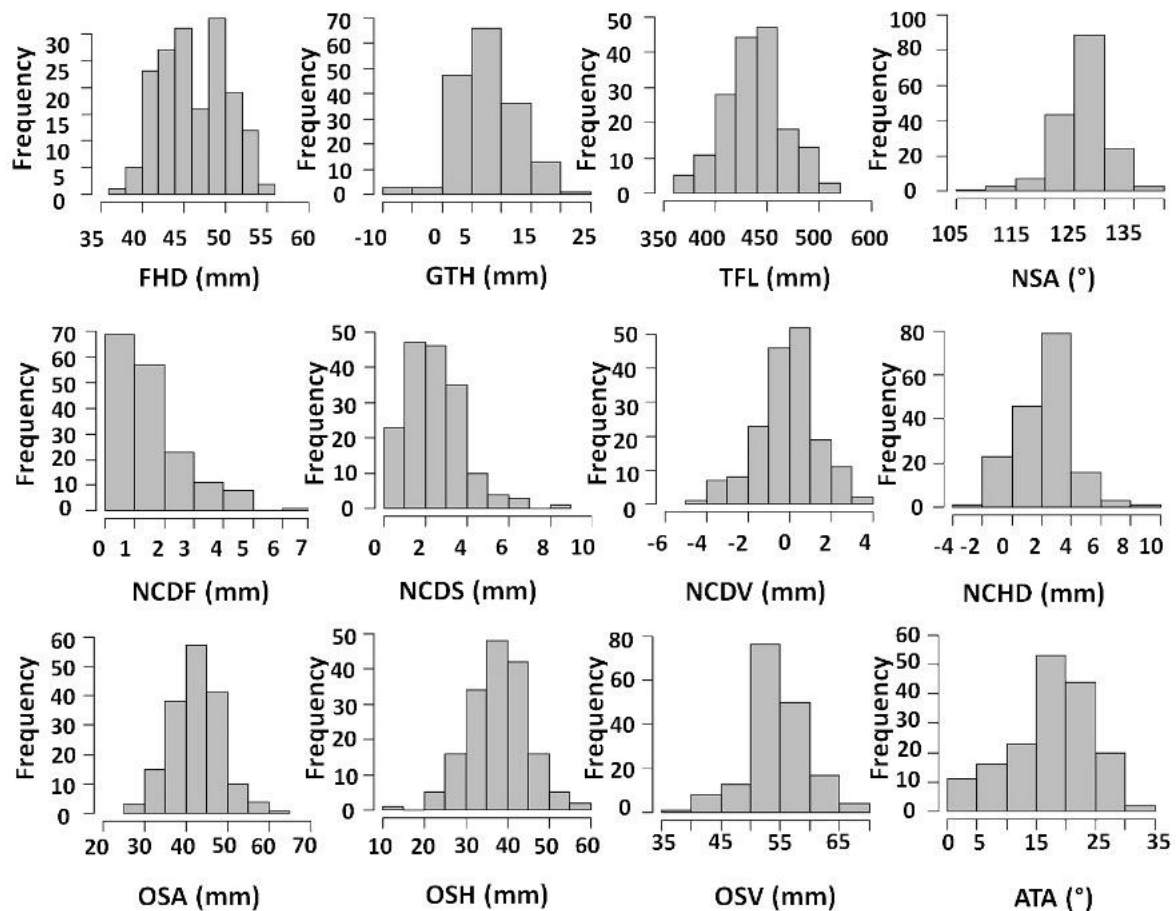 Frequency
30
25
20
15
10
5
3
0
35 40 45 50 55 60
FHD (mm)
Frequency
70
60
50
40
30
20
10
0
-10 0 5 15 25
GTH (mm)
Frequency
50
40
30
20
10
0
350 400 450 500 600
TFL (mm)
Frequency
100
80
60
40
20
0
105 115 125 135
NSA (°)
Frequency
70
60
50
40
30
20
10
0
0 1 2 3 4 5 7
NCDF (mm)
Frequency
50
40
30
20
10
0
0 2 4 6 8 10
NCDS (mm)
Frequency
50
40
30
20
10
0
-6 -2 0 2 4
NCDV (mm)
Frequency
80
60
40
20
0
-4 -2 0 2 4 6 8 10
NCHD (mm)
Frequency
60
50
40
30
20
10
0
20 30 40 50 60 70
OSA (mm)
Frequency
50
40
30
20
10
0
10 20 30 40 50 60
OSH (mm)
Frequency
80
60
40
20
0
35 45 55 65
OSV (mm)
Frequency
60
50
40
30
20
10
0
0 5 15 25 35
ATA (°)